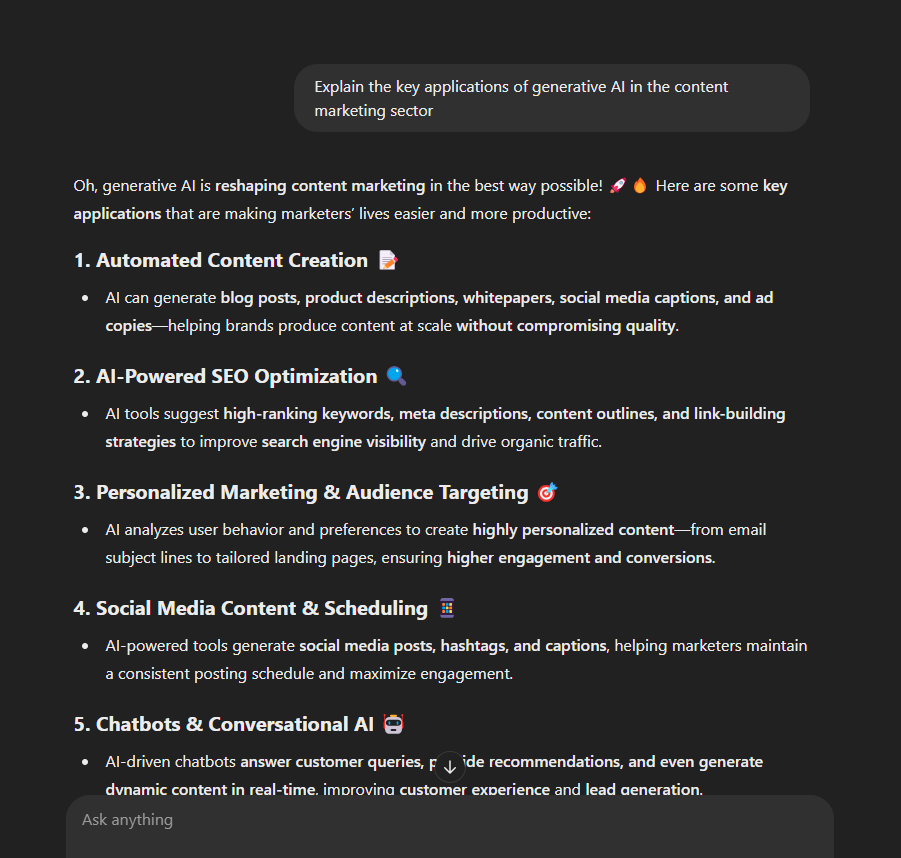 Explain the key applications of generative AI in the content
marketing sector
Oh, generative AI is reshaping content marketing in the best way possible! 🚀 🔥 Here are some key
applications that are making marketers’ lives easier and more productive:
1. Automated Content Creation 📝
• AI can generate blog posts, product descriptions, whitepapers, social media captions, and ad
copies—helping brands produce content at scale without compromising quality.
2. AI-Powered SEO Optimization 🔍
• AI tools suggest high-ranking keywords, meta descriptions, content outlines, and link-building
strategies to improve search engine visibility and drive organic traffic.
3. Personalized Marketing & Audience Targeting 🎯
• AI analyzes user behavior and preferences to create highly personalized content—from email
subject lines to tailored landing pages, ensuring higher engagement and conversions.
4. Social Media Content & Scheduling 📱
• AI-powered tools generate social media posts, hashtags, and captions, helping marketers maintain
a consistent posting schedule and maximize engagement.
5. Chatbots & Conversational AI 🤖
• AI-driven chatbots answer customer queries, recommendations, and even generate
dynamic content in real-time, improving customer experience and lead generation.
Ask anything